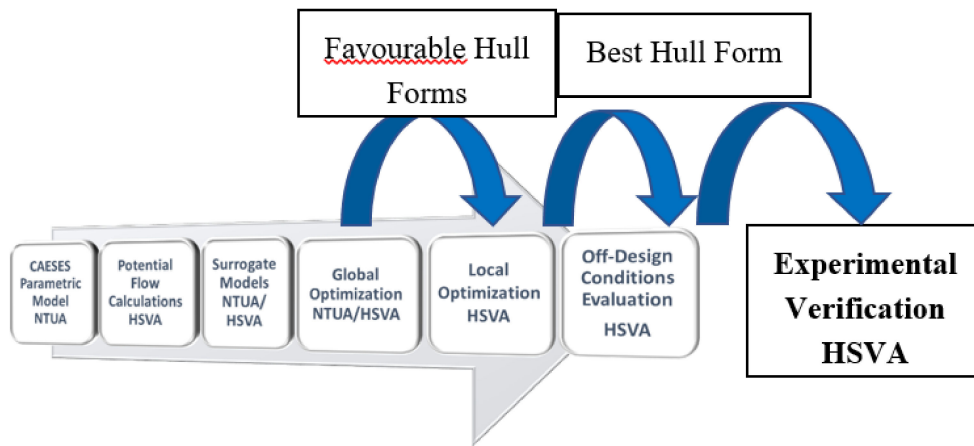 Favourable Hull
Forms
Best Hull Form
CAESES
Parametric
Model
NTUA
Potential
Flow
Calculations
HSVA
Surrogate
Models
NTUA/
HSVA
Global
Optimization
NTUA/HSVA
Local
Optimization
HSVA
Off-Design
Conditions
Evaluation
HSVA
Experimental
Verification
HSVA